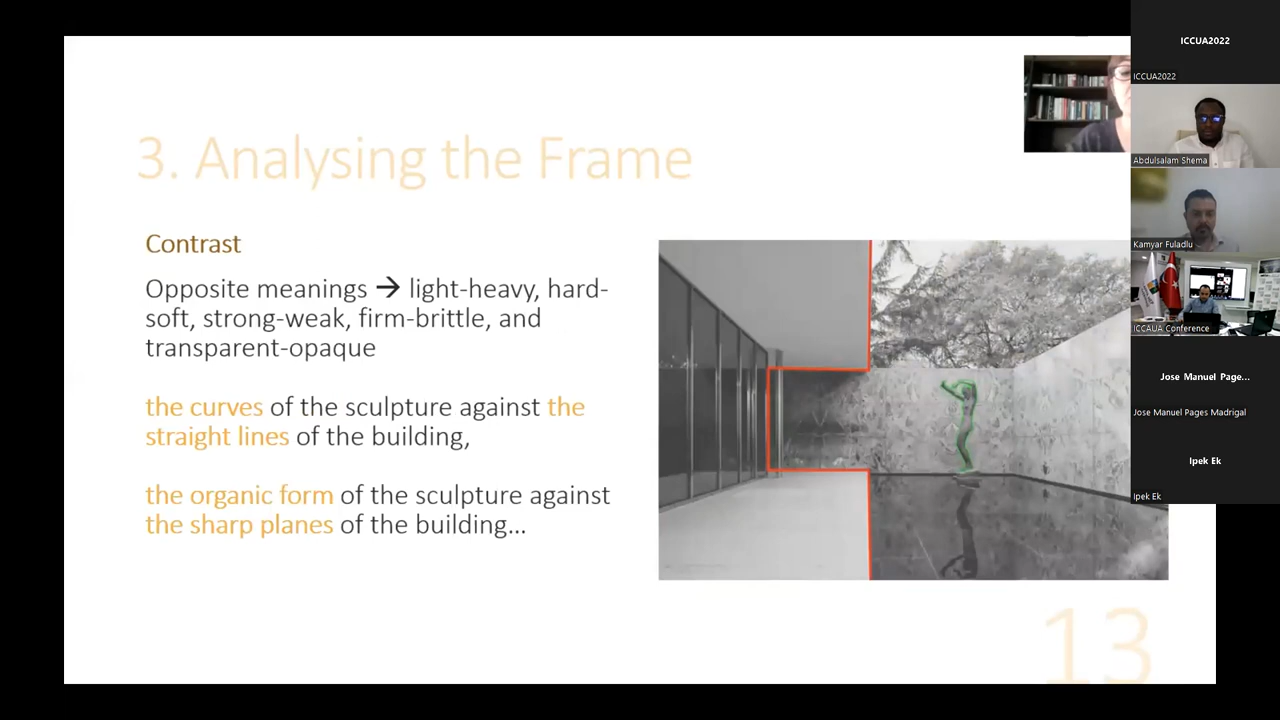 3. Analysing the Frame
Contrast
Opposite meanings → light-heavy, hard-
soft, strong-weak, firm-brittle, and
transparent-opaque
the curves of the sculpture against the
straight lines of the building,
the organic form of the sculpture against
the sharp planes of the building...
13
ICCUA2022
ICCUA2022
Abdulsalam Shema
Kamyar Fuladlu
ICCAUA Conference
Jose Manuel Page...
Jose Manuel Pages Madrigal
Ipek Ek
Ipek Ek